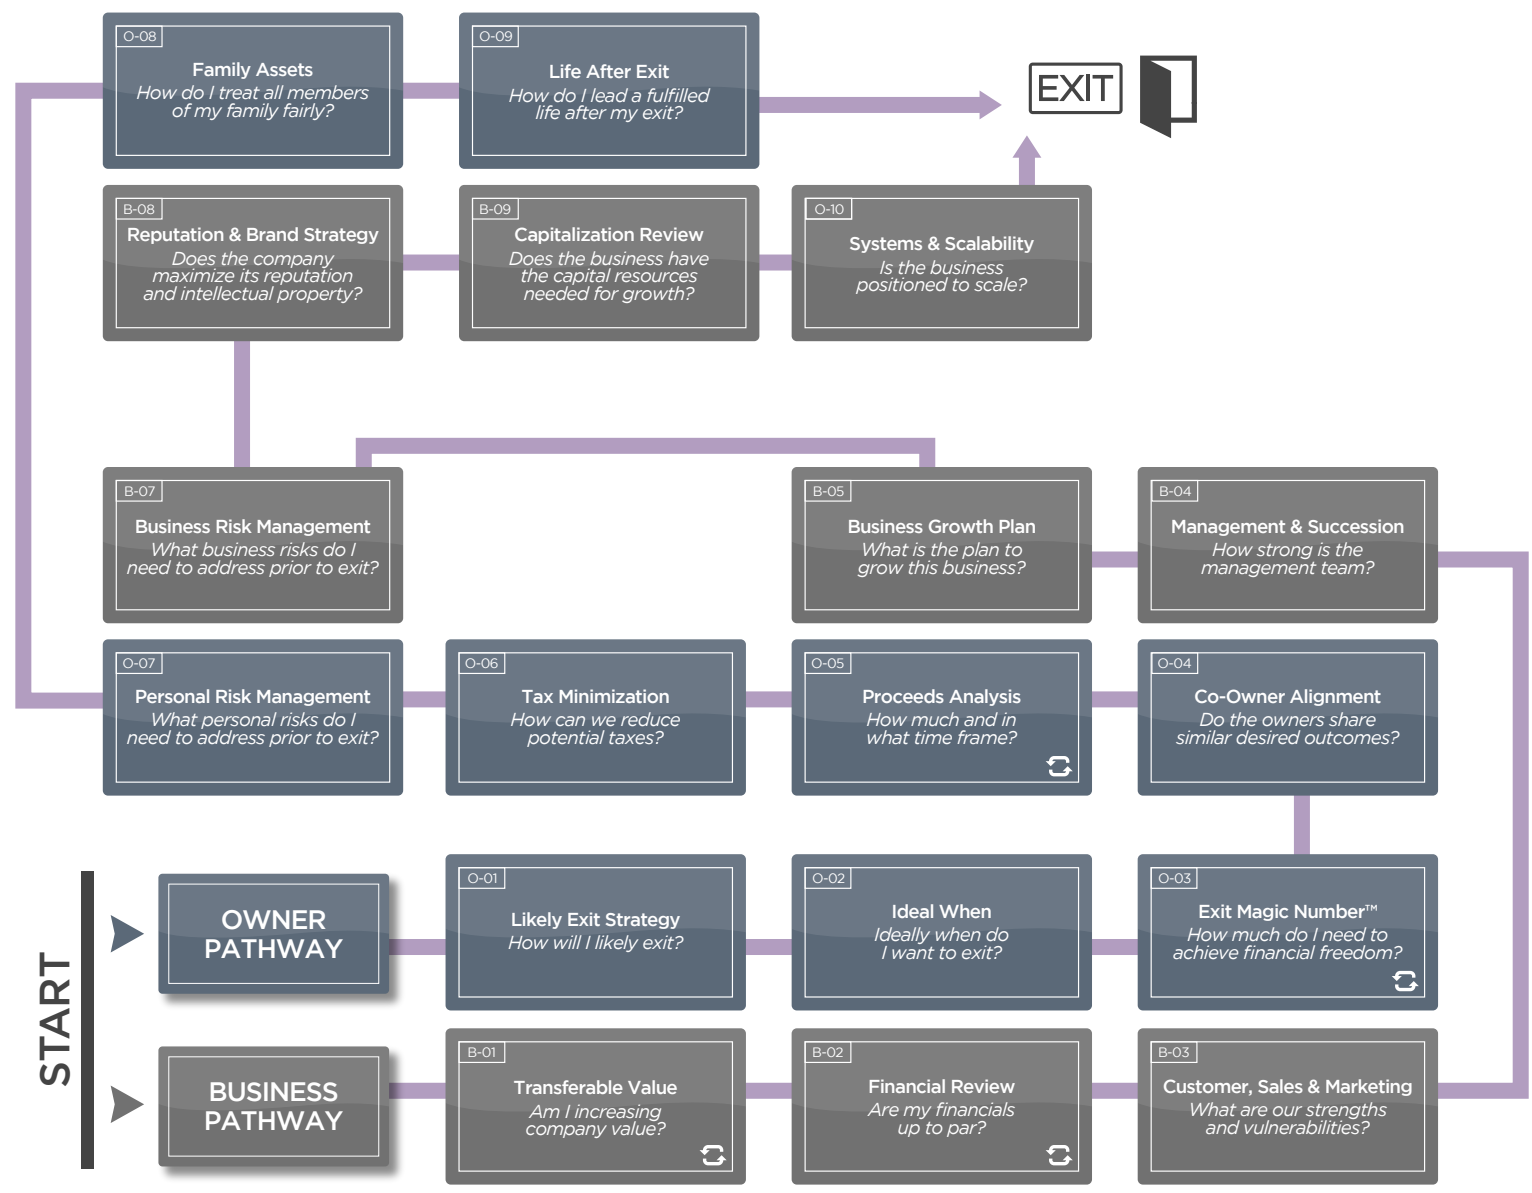 O-08
Family Assets
How do I treat all members
of my family fairly?
O-09
Life After Exit
How do I lead a fulfilled
life after my exit?
EXIT
B-08
Reputation & Brand Strategy
Does the company
maximize its reputation
and intellectual property?
B-09
Capitalization Review
Does the business have
the capital resources
needed for growth?
O-10
Systems & Scalability
Is the business
positioned to scale?
B-07
Business Risk Management
What business risks do I
need to address prior to exit?
B-05
Business Growth Plan
What is the plan to
grow this business?
B-04
Management & Succession
How strong is the
management team?
O-07
Personal Risk Management
What personal risks do I
need to address prior to exit?
O-06
Tax Minimization
How can we reduce
potential taxes?
O-05
Proceeds Analysis
How much and in
what time frame?
O-04
Co-Owner Alignment
Do the owners share
similar desired outcomes?
START
OWNER
PATHWAY
O-01
Likely Exit Strategy
How will I likely exit?
O-02
Ideal When
Ideally when do
I want to exit?
O-03
Exit Magic Number™
How much do I need to
achieve financial freedom?
BUSINESS
PATHWAY
B-01
Transferable Value
Am I increasing
company value?
B-02
Financial Review
Are my financials
up to par?
B-03
Customer, Sales & Marketing
What are our strengths
and vulnerabilities?